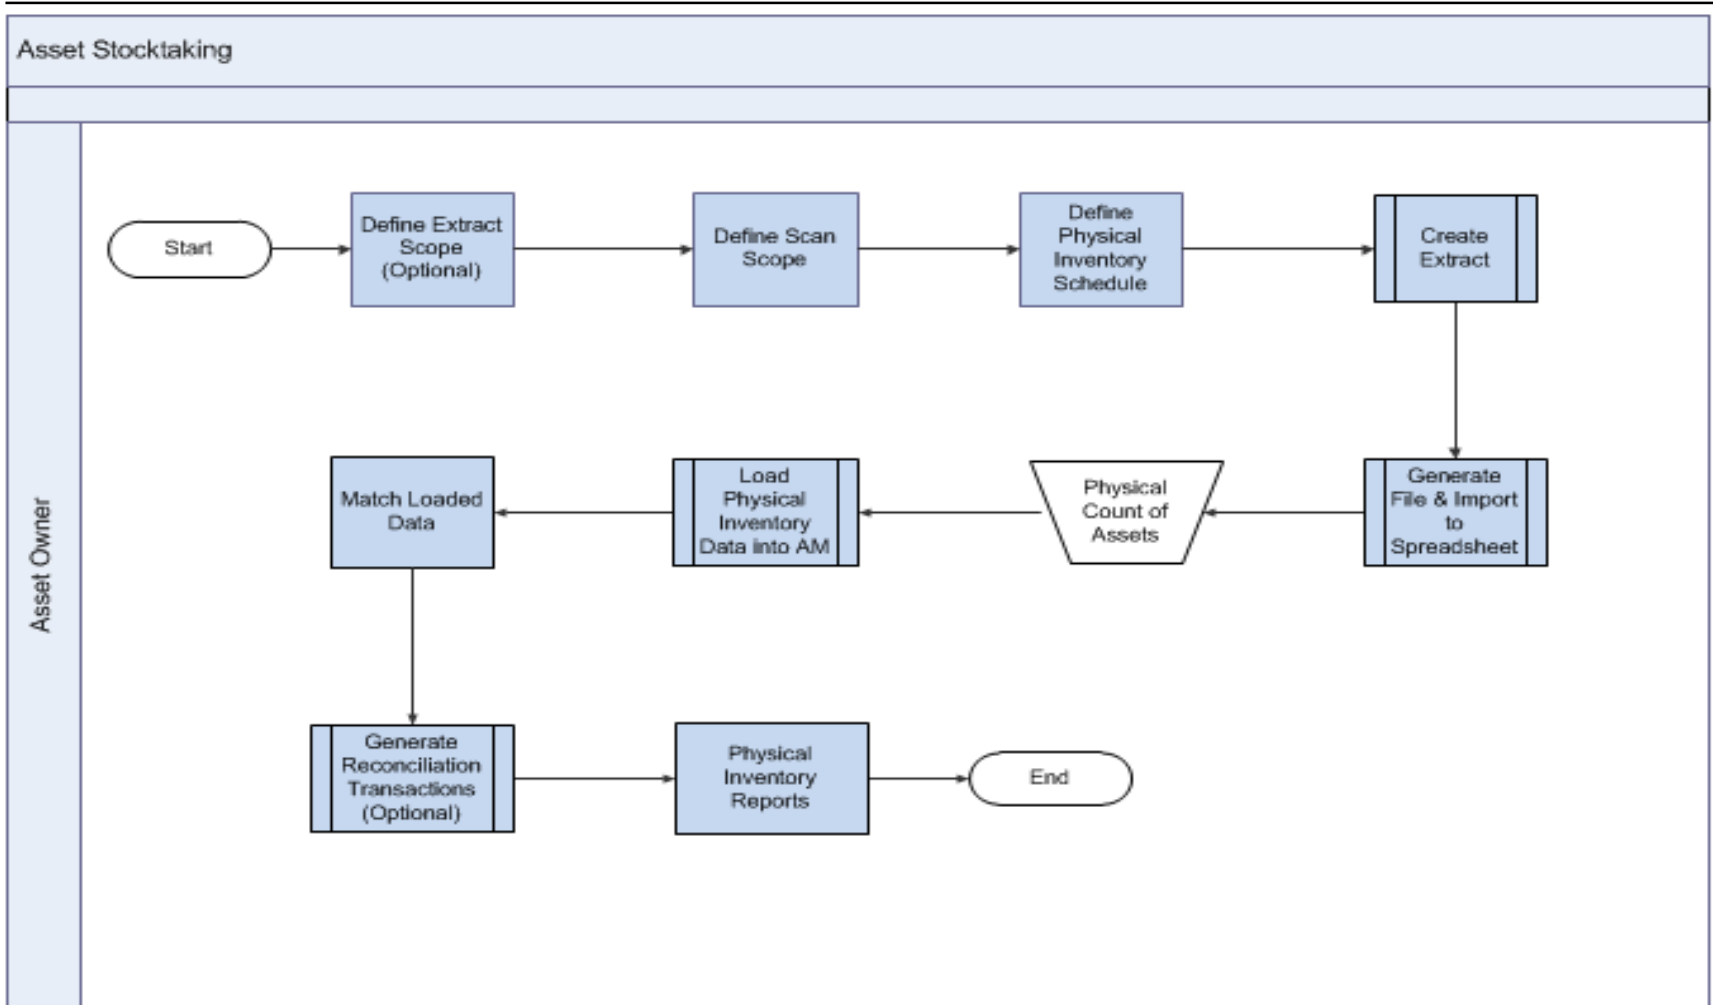 Asset Stocktaking
Asset Owner
Start
Define Extract
Scope
(Optional)
Define Scan
Scope
Define
Physical
Inventory
Schedule
Create
Extract
Match Loaded
Data
Load
Physical
Inventory
Data into AM
Physical
Count of
Assets
Generate
File & Import
to
Spreadsheet
Generate
Reconciliation
Transactions
(Optional)
Physical
Inventory
Reports
End